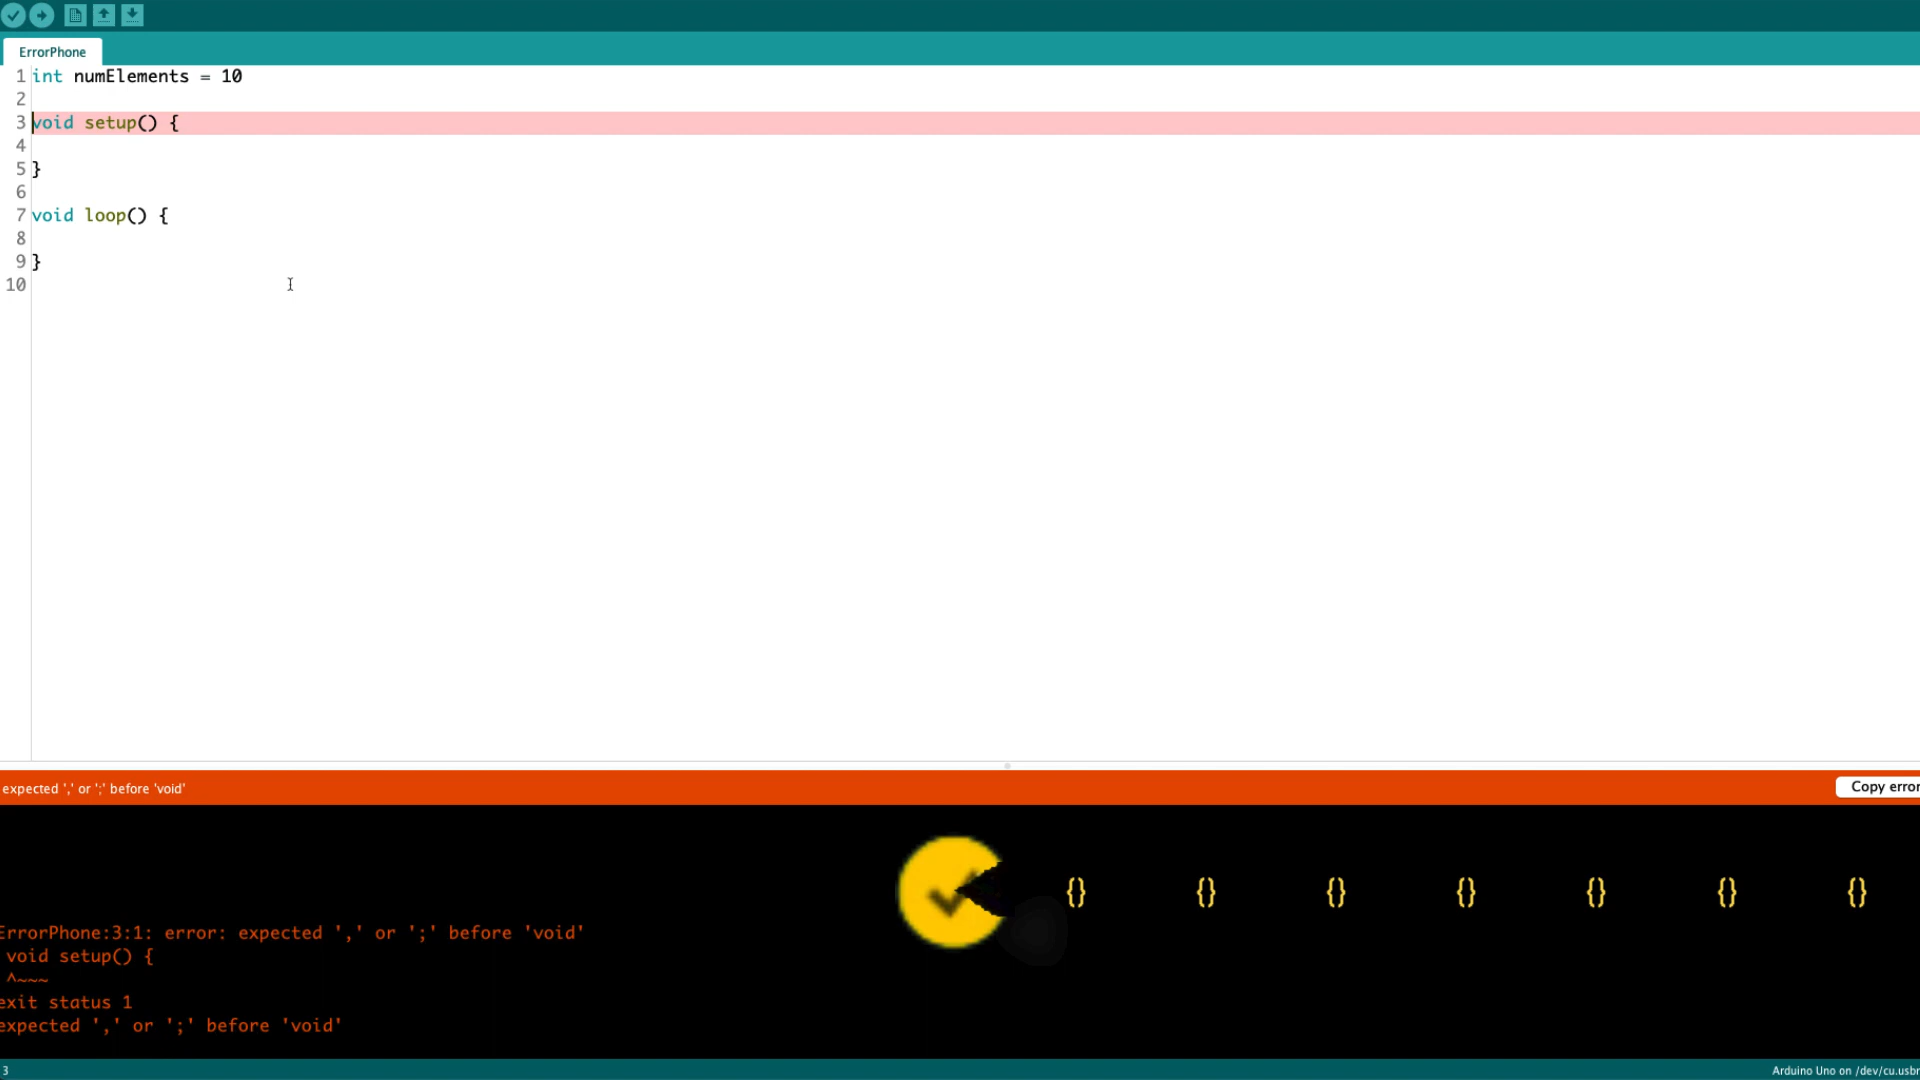 ErrorPhone
1 int numElements = 10
2
3 void setup() {
4
5 }
6
7 void loop() {
8
9 }
10
expected ',' or ';' before 'void'
Copy error
{} {} {} {} {} {} {}
ErrorPhone:3:1: error: expected ',' or ';' before 'void'
void setup() {
^~~~
exit status 1
expected ',' or ';' before 'void'
3
Arduino Uno on /dev/cu.usbr